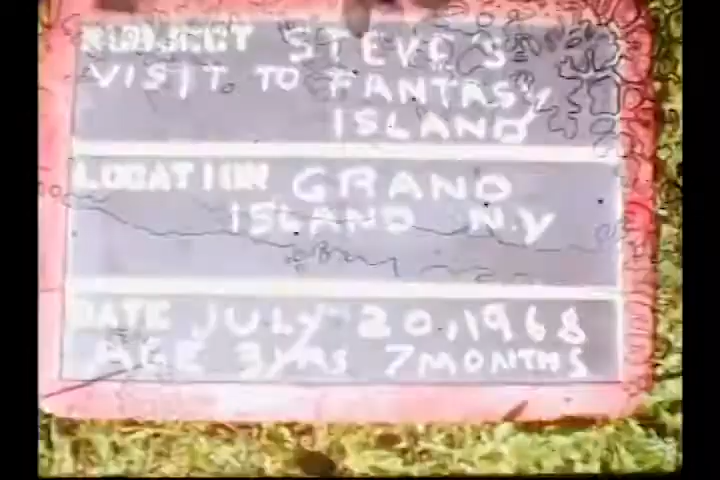 SUBJECT STEVE'S
VISIT TO FANTASY
ISLAND
LOCATION GRAND
ISLAND N.Y
DATE JULY 20, 1968
AGE 3 YRS 7 MONTHS